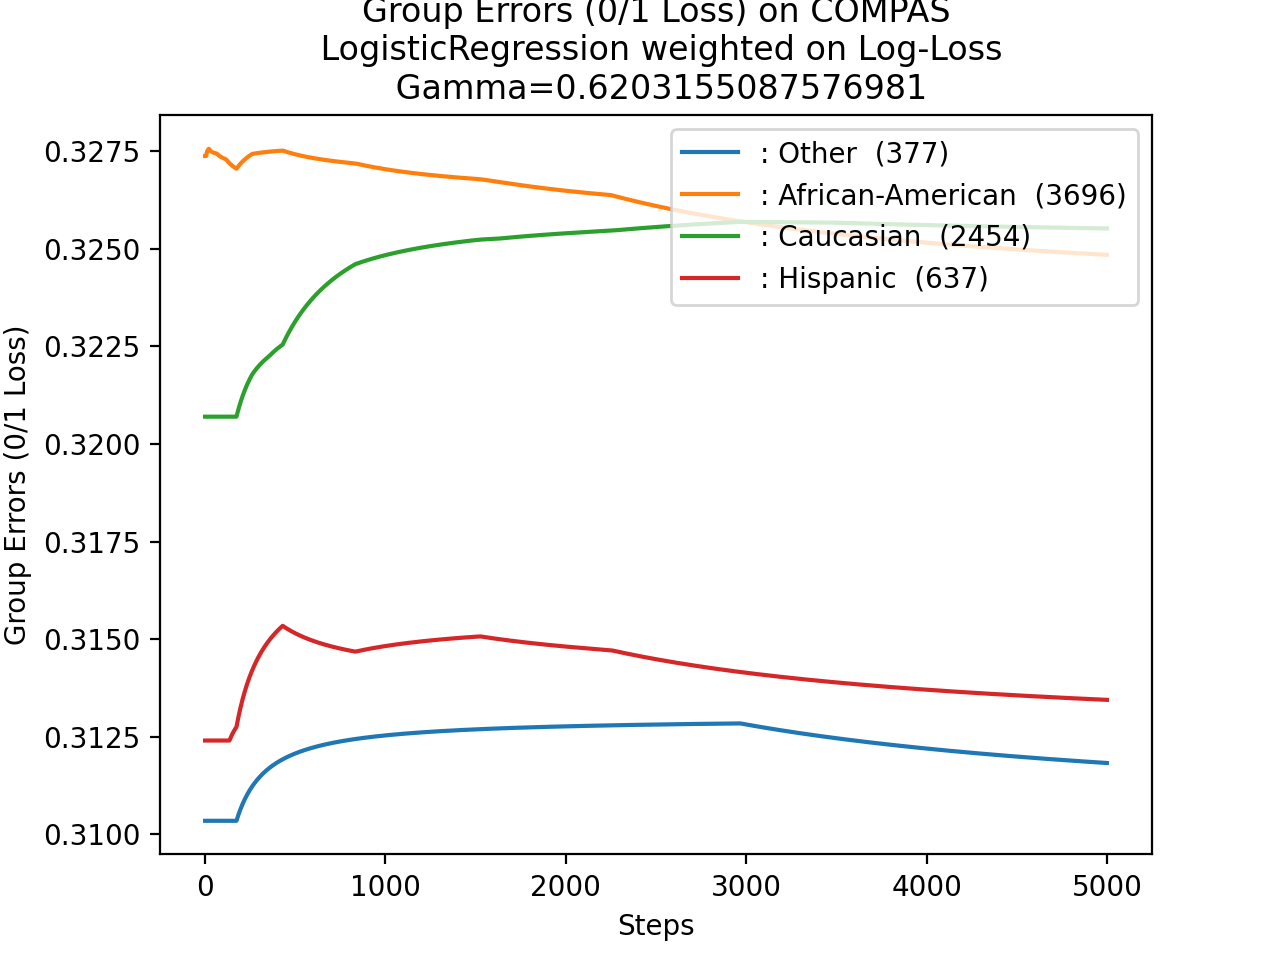 Group Errors (0/1 Loss) on COMPAS
LogisticRegression weighted on Log-Loss
Gamma=0.6203155087576981
0.3275
0.3250
0.3225
0.3200
0.3175
0.3150
0.3125
0.3100
Group Errors (0/1 Loss)
: Other (377)
: African-American (3696)
: Caucasian (2454)
: Hispanic (637)
0 1000 2000 3000 4000 5000
Steps